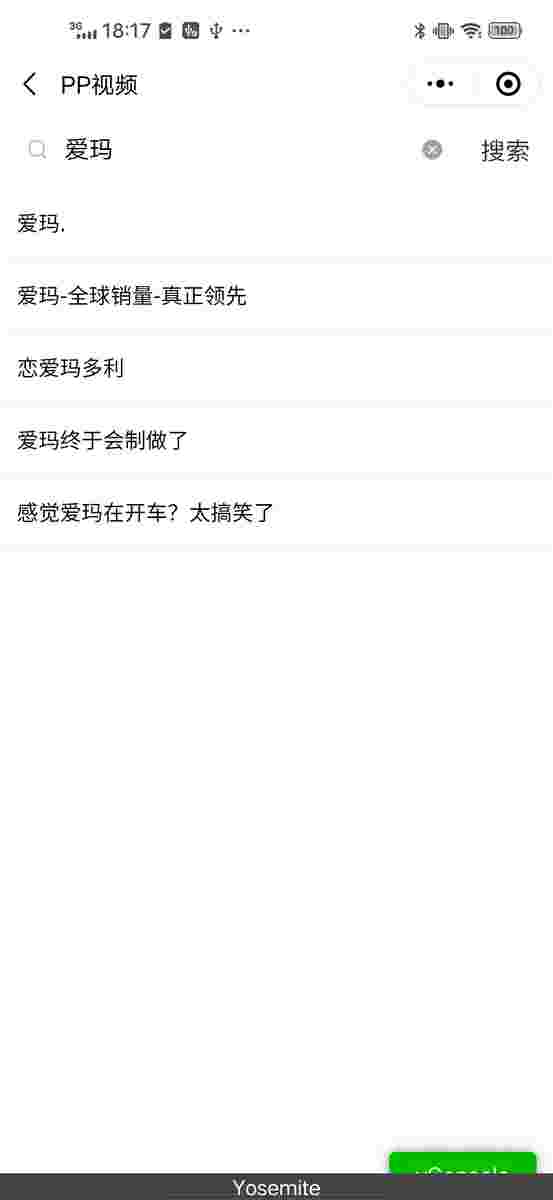 3G 18:17 100
PP视频
爱玛 搜索
爱玛.
爱玛-全球销量-真正领先
恋爱玛多利
爱玛终于会制做了
感觉爱玛在开车？太搞笑了
vConsole
Yosemite